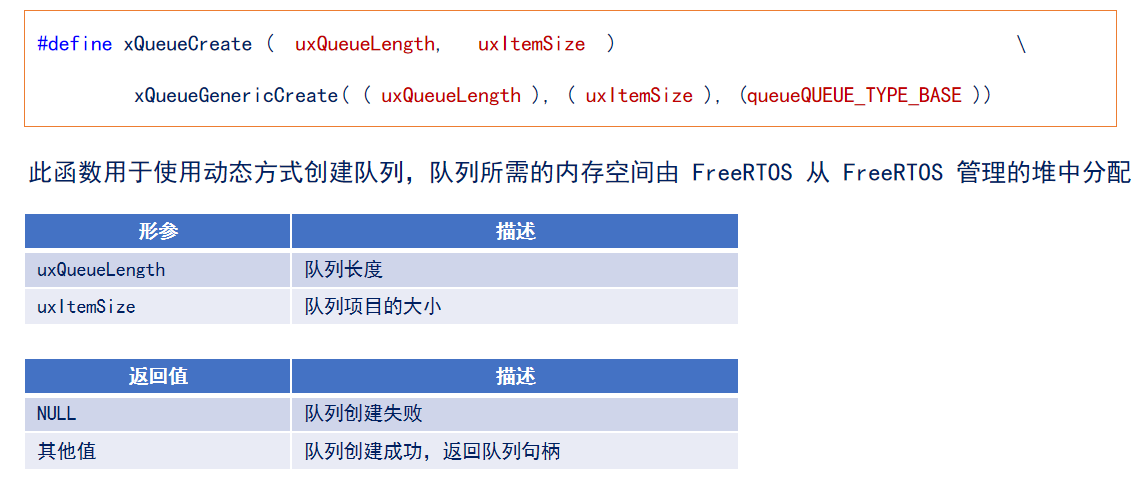 #define xQueueCreate ( uxQueueLength, uxItemSize ) \
xQueueGenericCreate( ( uxQueueLength ), ( uxItemSize ), (queueQUEUE_TYPE_BASE ))
此函数用于使用动态方式创建队列，队列所需的内存空间由 FreeRTOS 从 FreeRTOS 管理的堆中分配
形参 描述
uxQueueLength 队列长度
uxItemSize 队列项目的大小
返回值 描述
NULL 队列创建失败
其他值 队列创建成功，返回队列句柄